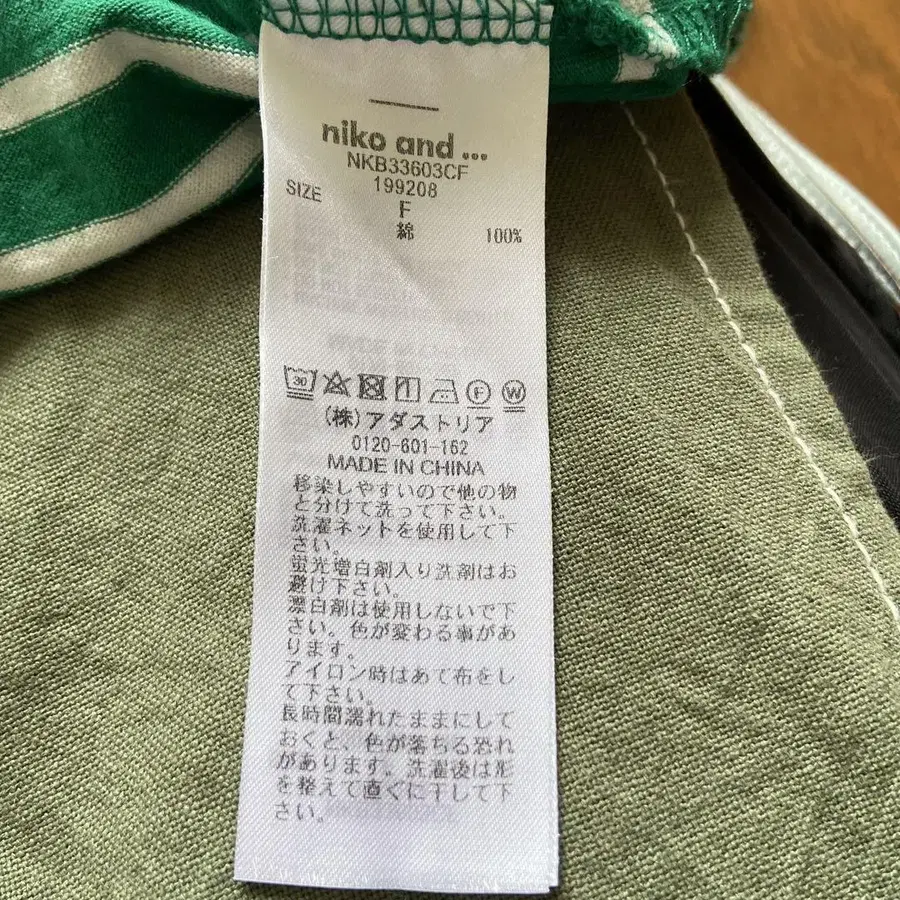 niko and ...
NKB33603CF
199208
SIZE F
綿 100%
30
F W
(株)アダストリア
0120-601-162
MADE IN CHINA
移染しやすいので他の物
と分けて洗って下さい。
洗濯ネットを使用して下
さい。
蛍光増白剤入り洗剤はお
避け下さい。
漂白剤は使用しないで下
さい。色が変わる事があ
ります。
アイロン時はあて布をし
て下さい。
長時間濡れたままにして
おくと、色が落ちる恐れ
があります。洗濯後は形
を整えて直ぐに干して下
さい。